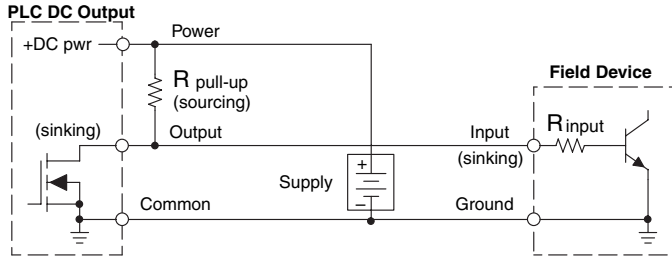 PLC DC Output
+DC pwr
Power
R pull-up
(sourcing)
(sinking)
Output
Supply
+
–
Common
Field Device
Input
(sinking)
R input
Ground